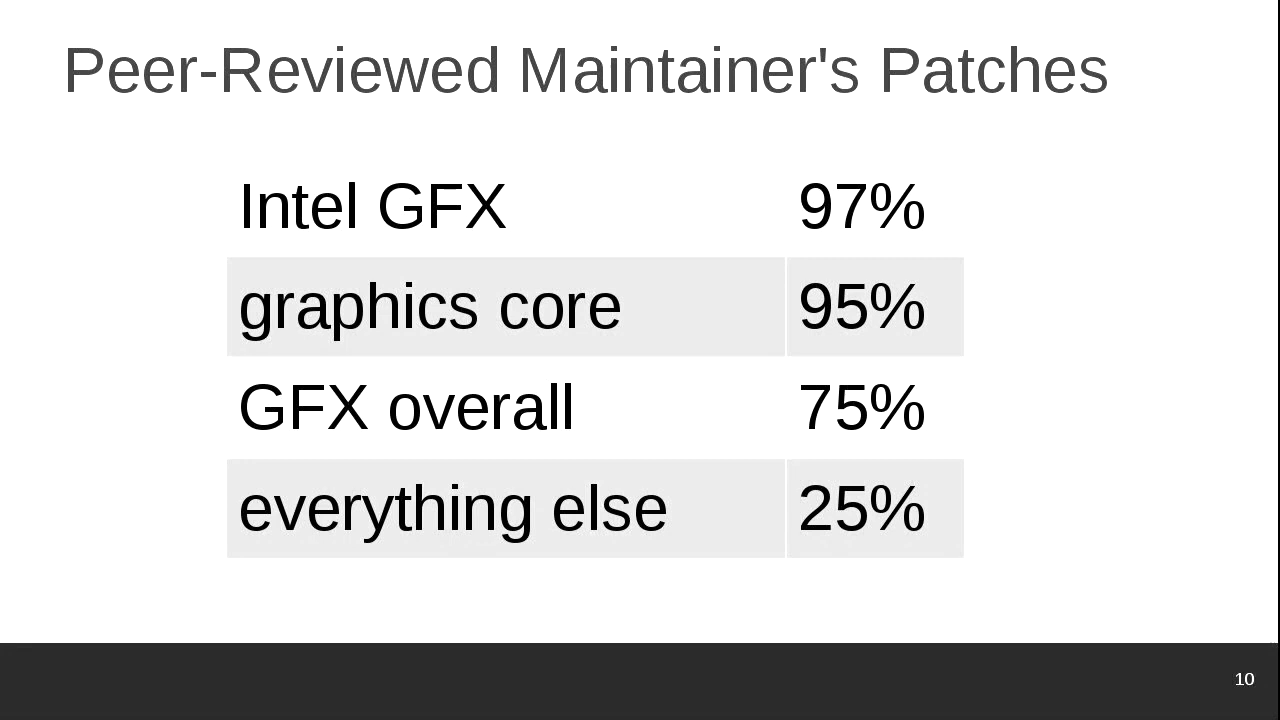 Peer-Reviewed Maintainer's Patches
Intel GFX 97%
graphics core 95%
GFX overall 75%
everything else 25%
10